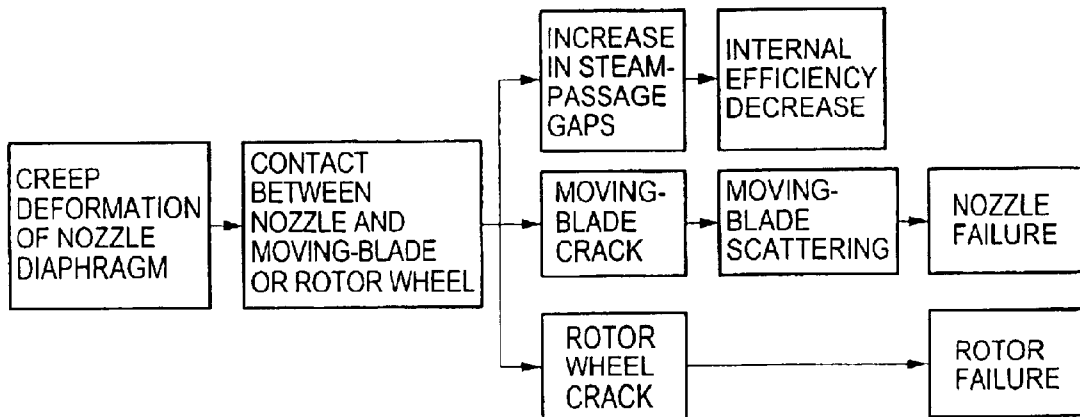 CREEP
DEFORMATION
OF NOZZLE
DIAPHRAGM
CONTACT
BETWEEN
NOZZLE AND
MOVING-BLADE
OR ROTOR WHEEL
INCREASE
IN STEAM-
PASSAGE
GAPS
INTERNAL
EFFICIENCY
DECREASE
MOVING-
BLADE
CRACK
MOVING-
BLADE
SCATTERING
NOZZLE
FAILURE
ROTOR
WHEEL
CRACK
ROTOR
FAILURE